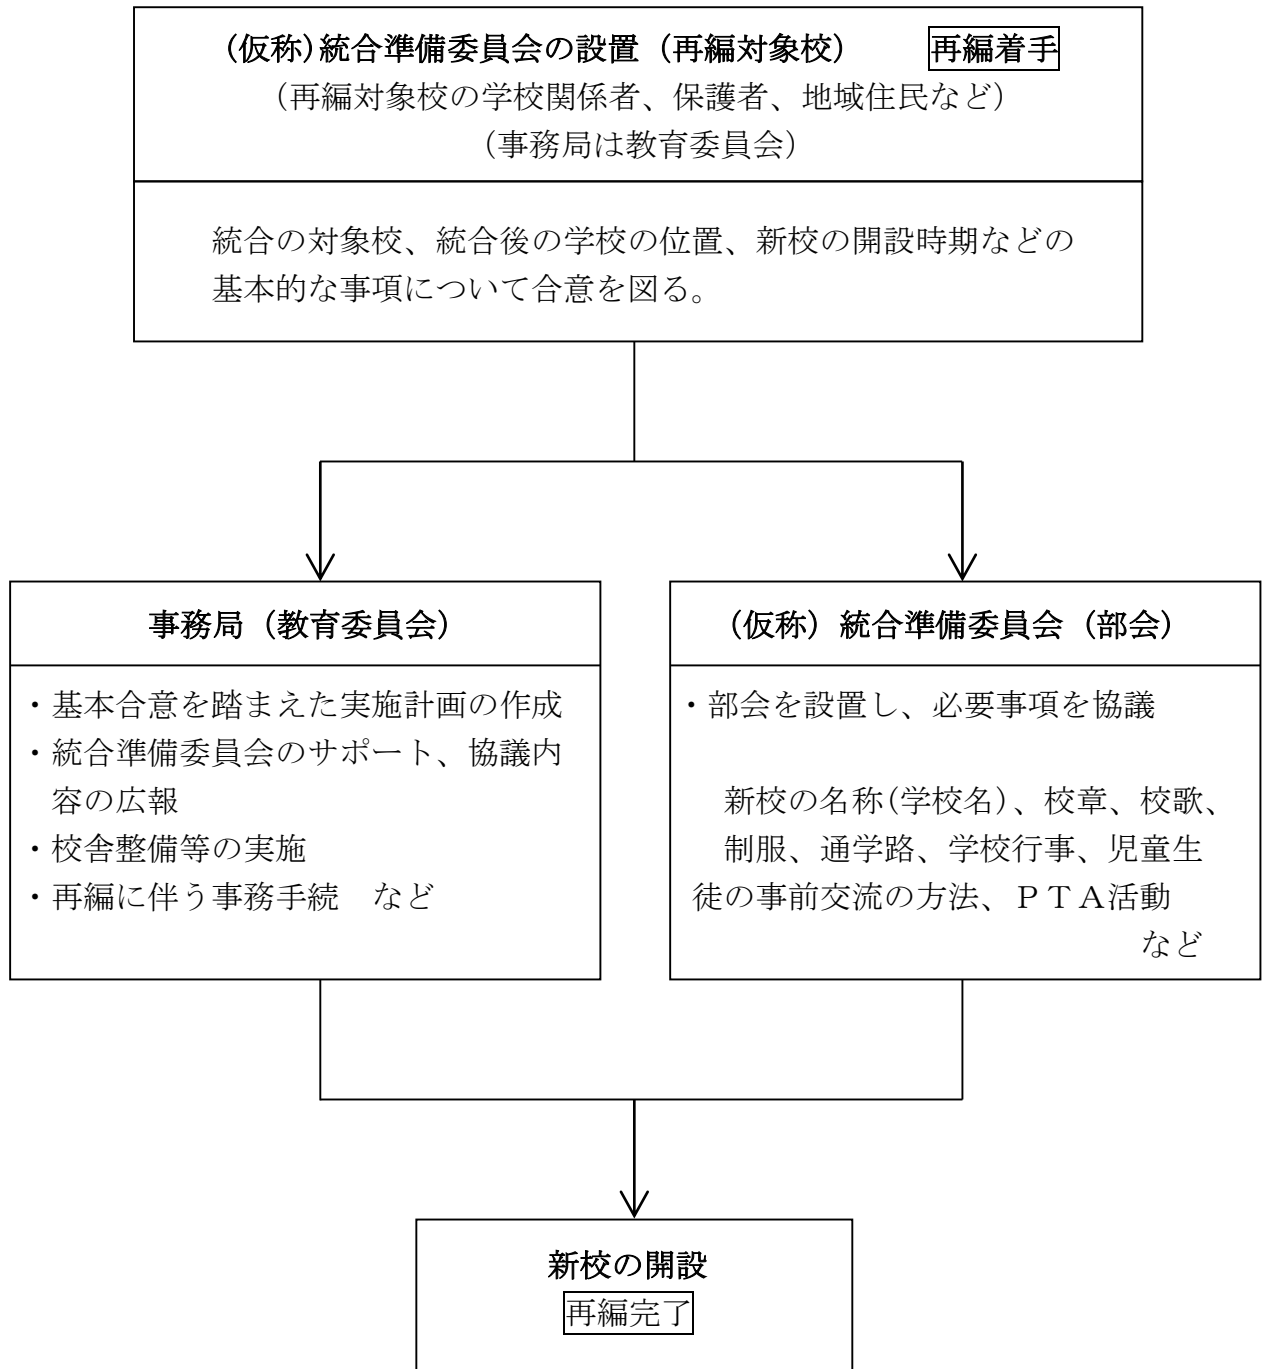 (仮称)統合準備委員会の設置（再編対象校） 再編着手
（再編対象校の学校関係者、保護者、地域住民など）
（事務局は教育委員会）
統合の対象校、統合後の学校の位置、新校の開設時期などの
基本的な事項について合意を図る。
事務局（教育委員会）
・基本合意を踏まえた実施計画の作成
・統合準備委員会のサポート、協議内
容の広報
・校舎整備等の実施
・再編に伴う事務手続　など
（仮称）統合準備委員会（部会）
・部会を設置し、必要事項を協議
新校の名称(学校名)、校章、校歌、
制服、通学路、学校行事、児童生
徒の事前交流の方法、ＰＴＡ活動
など
新校の開設
再編完了